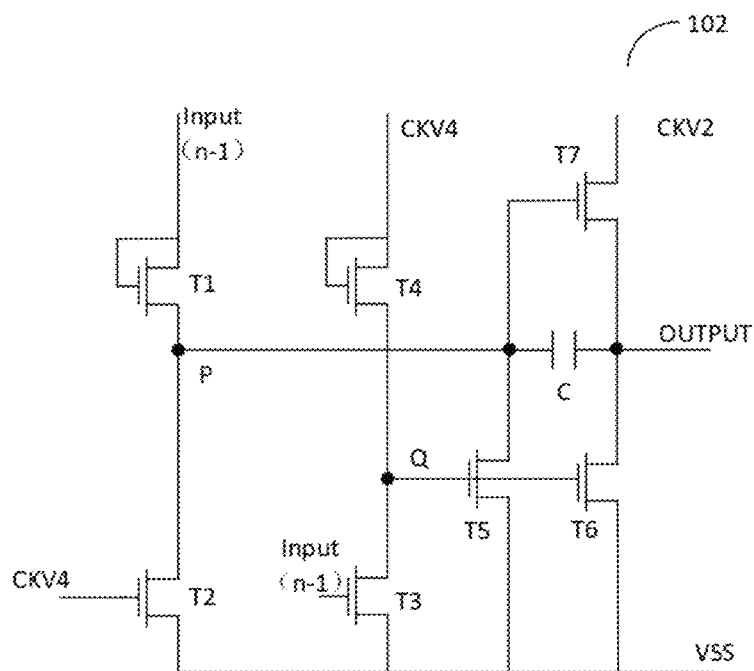 102
Input
(n-1)
CKV4
CKV2
T7
T1
T4
OUTPUT
P
C
Q
T5
T6
Input
(n-1)
CKV4
T2
T3
VSS